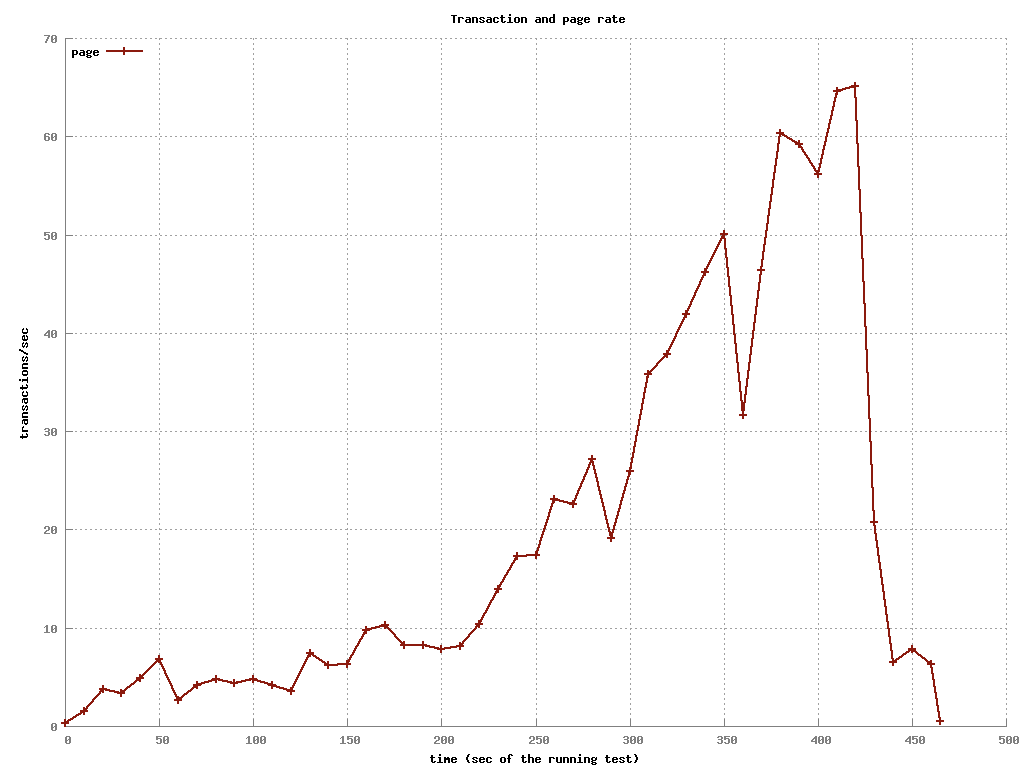 Transaction and page rate
page
70
60
50
40
30
20
10
0
transactions/sec
0 50 100 150 200 250 300 350 400 450 500
time (sec of the running test)